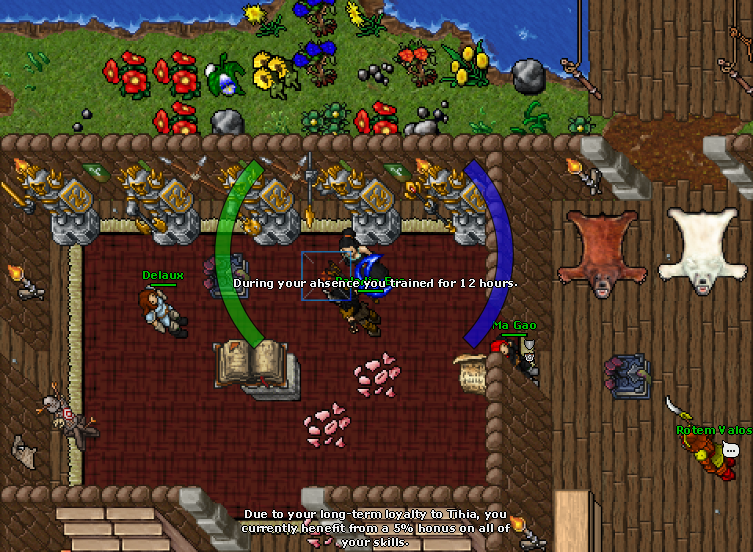 Delaux
During your absence you trained for 12 hours.
Ma Gao
Rotem Valos
Due to your long-term loyalty to Tibia, you
currently benefit from a 5% bonus on all of
your skills.